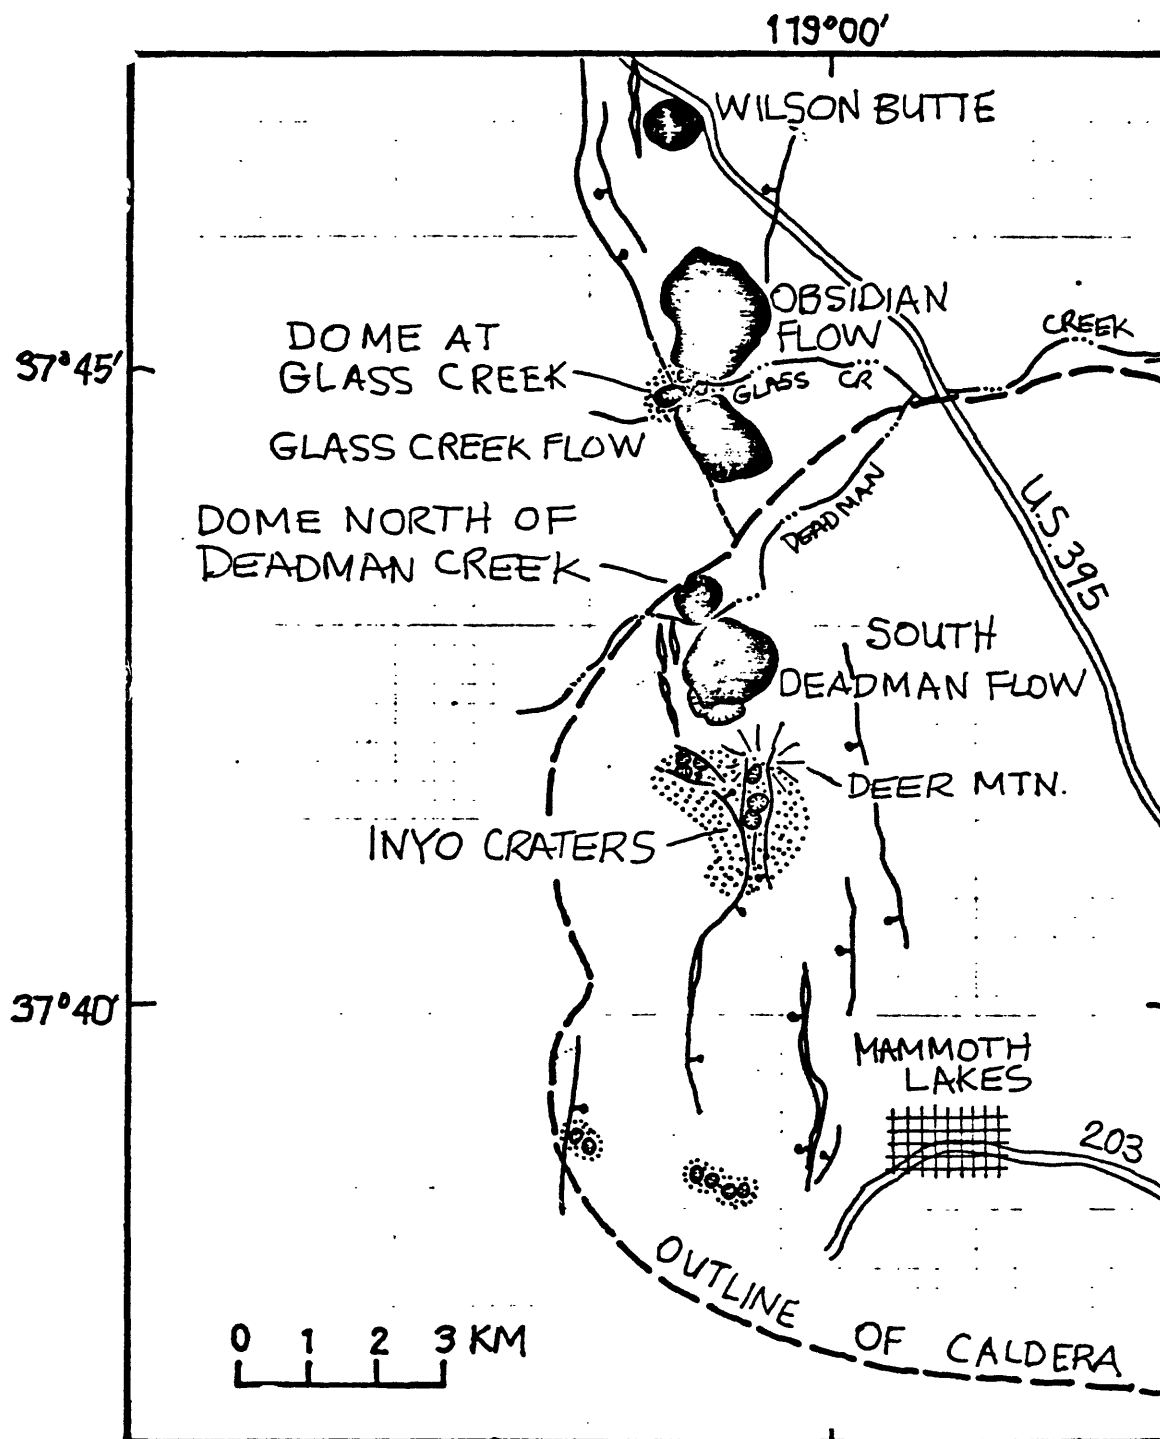 119°00'
WILSON BUTTE
OBSIDIAN
FLOW
CREEK
DOME AT
GLASS CREEK
37°45'
GLASS CR
GLASS CREEK FLOW
DOME NORTH OF
DEADMAN CREEK
DEADMAN
U.S. 395
SOUTH
DEADMAN FLOW
DEER MTN.
INYO CRATERS
37°40'
MAMMOTH
LAKES
203
OUTLINE OF CALDERA
0 1 2 3 KM